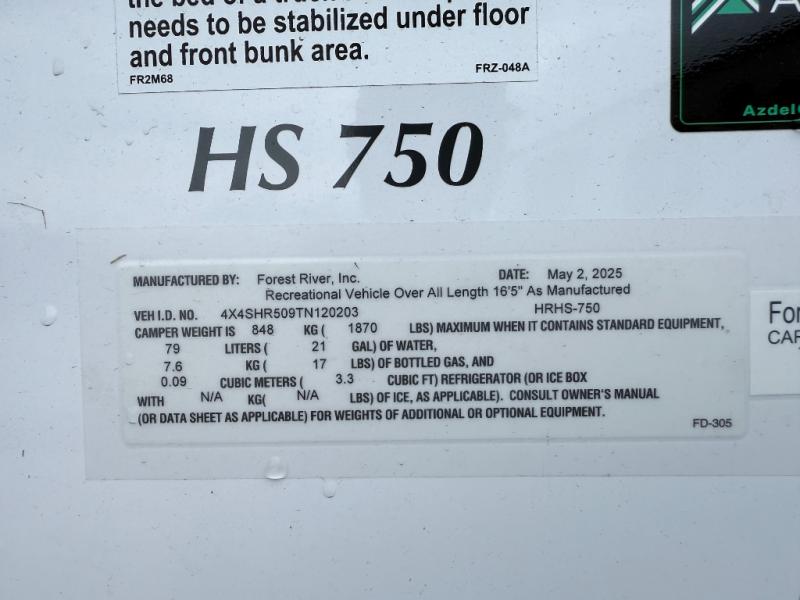 needs to be stabilized under floor
and front bunk area.
FR2M68 FRZ-048A
HS 750
Azdel
MANUFACTURED BY: Forest River, Inc. DATE: May 2, 2025
Recreational Vehicle Over All Length 16'5" As Manufactured
VEH I.D. NO. 4X4SHR509TN120203 HRHS-750
CAMPER WEIGHT IS 848 KG ( 1870 LBS) MAXIMUM WHEN IT CONTAINS STANDARD EQUIPMENT,
79 LITERS ( 21 GAL) OF WATER,
7.6 KG ( 17 LBS) OF BOTTLED GAS, AND
0.09 CUBIC METERS ( 3.3 CUBIC FT) REFRIGERATOR (OR ICE BOX
WITH N/A KG( N/A LBS) OF ICE, AS APPLICABLE). CONSULT OWNER'S MANUAL
(OR DATA SHEET AS APPLICABLE) FOR WEIGHTS OF ADDITIONAL OR OPTIONAL EQUIPMENT.
FD-305